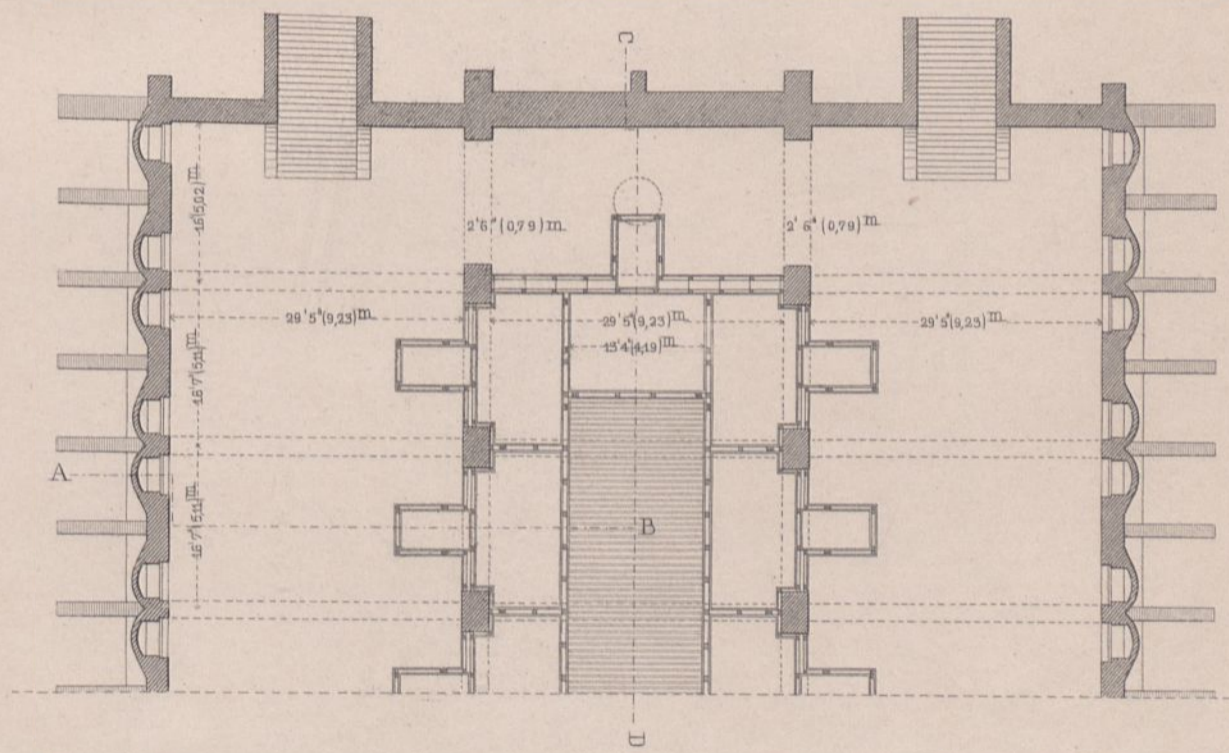 C
16'(5,02)m
2'6"(0,79)m
2'6"(0,79)m
29'5"(9,23)m
29'5"(9,23)m
29'5"(9,23)m
13'4"(4,19)m
16'7"(5,11)m
A
16'7"(5,11)m
B
D